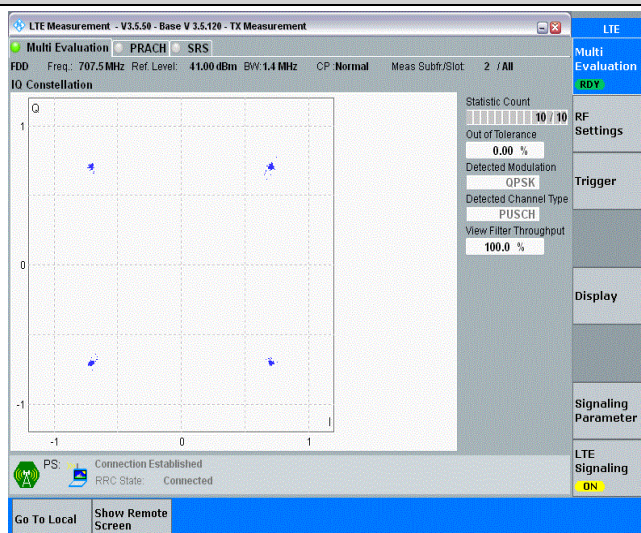 LTE Measurement - V3.5.50 - Base V 3.5.120 - TX Measurement
LTE
Multi Evaluation PRACH SRS
FDD Freq.: 707.5 MHz Ref. Level: 41.00 dBm BW: 1.4 MHz CP :Normal Meas Subfr./Slot: 2 / All
IQ Constellation
Q
1
0
-1
I
-1 0 1
Statistic Count
10 / 10
Out of Tolerance
0.00 %
Detected Modulation
QPSK
Detected Channel Type
PUSCH
View Filter Throughput
100.0 %
Multi
Evaluation
RDY
RF
Settings
Trigger
Display
Signaling
Parameter
LTE
Signaling
ON
PS: Connection Established
RRC State: Connected
Go To Local
Show Remote
Screen